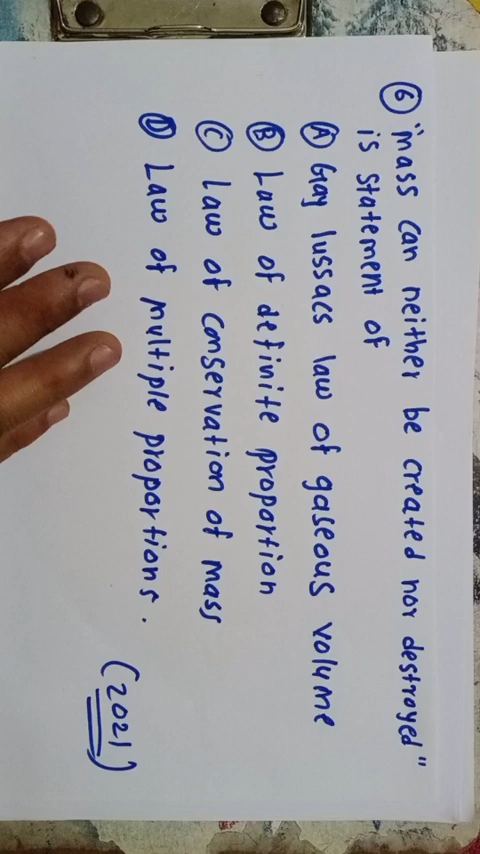 6 "mass can neither be created nor destroyed"
is statement of
A Gay lussacs law of gaseous volume
B Law of definite proportion
C Law of conservation of mass
D Law of multiple proportions.
(2021)